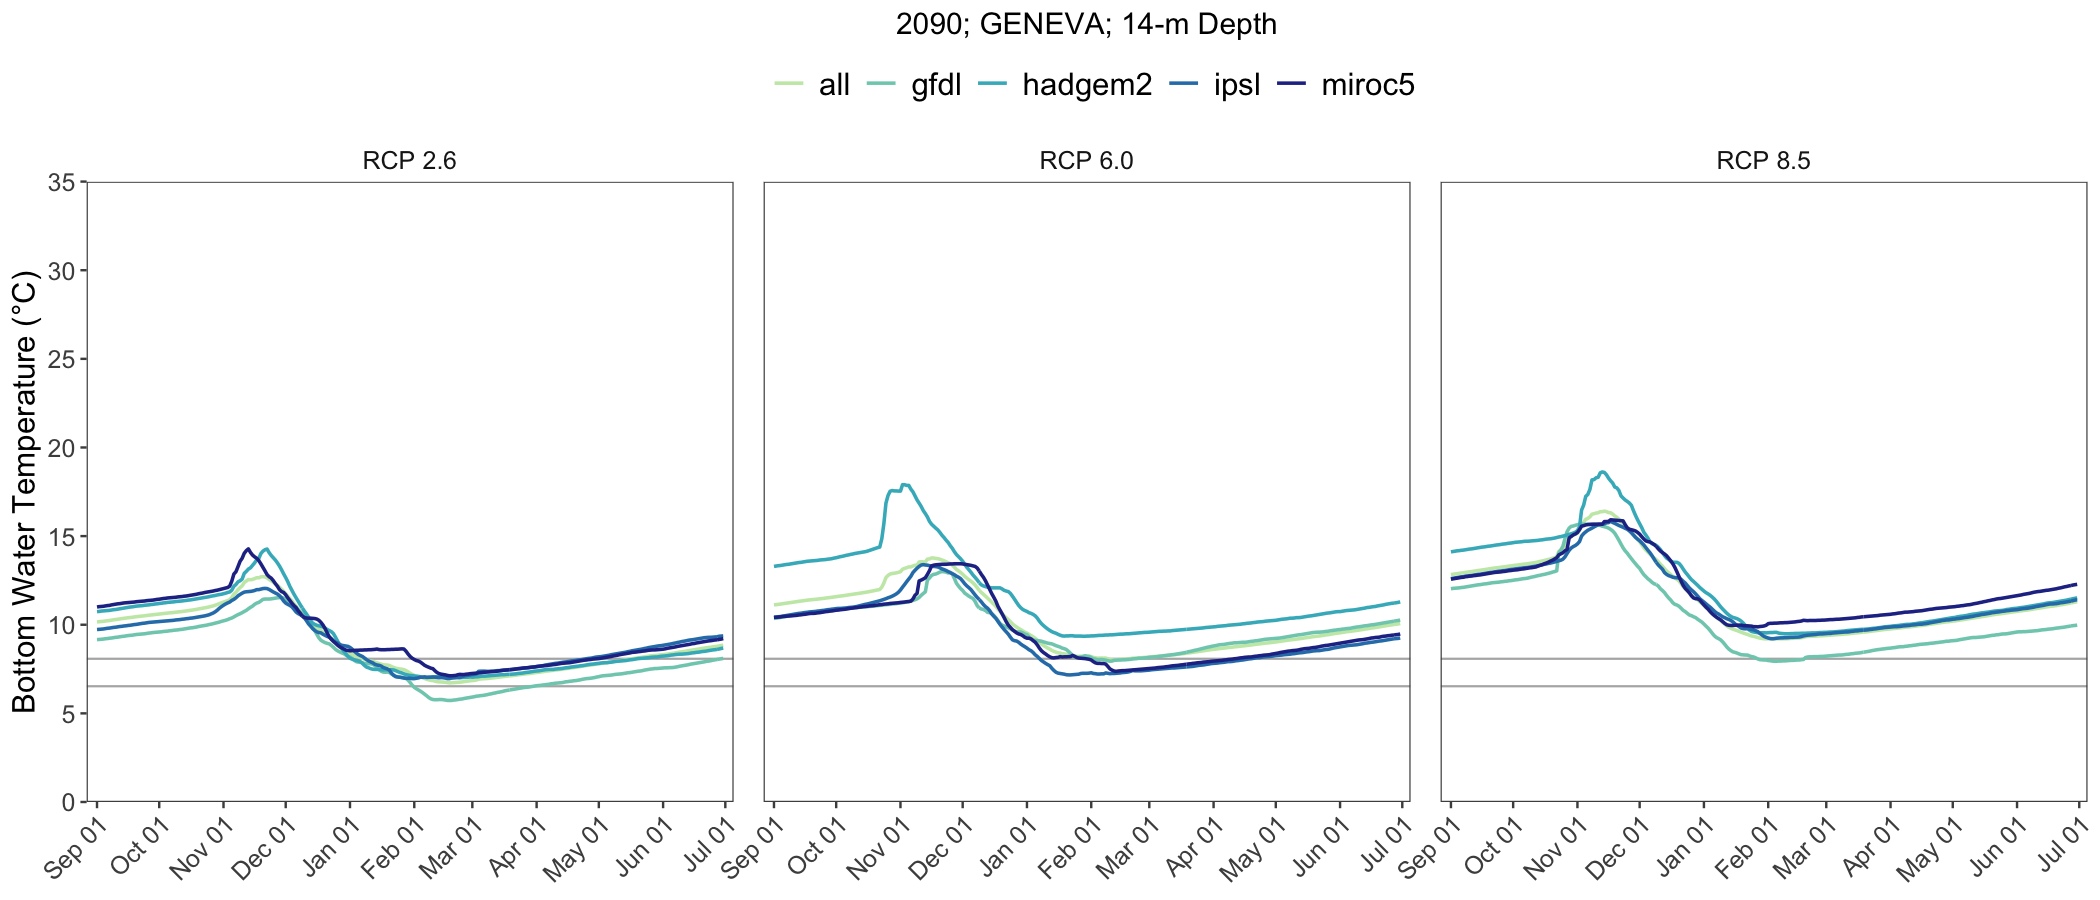 2090; GENEVA; 14-m Depth
all gfdl hadgem2 ipsl miroc5
RCP 2.6 RCP 6.0 RCP 8.5
Bottom Water Temperature (°C)
35
30
25
20
15
10
5
0
Sep 01 Oct 01 Nov 01 Dec 01 Jan 01 Feb 01 Mar 01 Apr 01 May 01 Jun 01 Jul 01
Sep 01 Oct 01 Nov 01 Dec 01 Jan 01 Feb 01 Mar 01 Apr 01 May 01 Jun 01 Jul 01
Sep 01 Oct 01 Nov 01 Dec 01 Jan 01 Feb 01 Mar 01 Apr 01 May 01 Jun 01 Jul 01